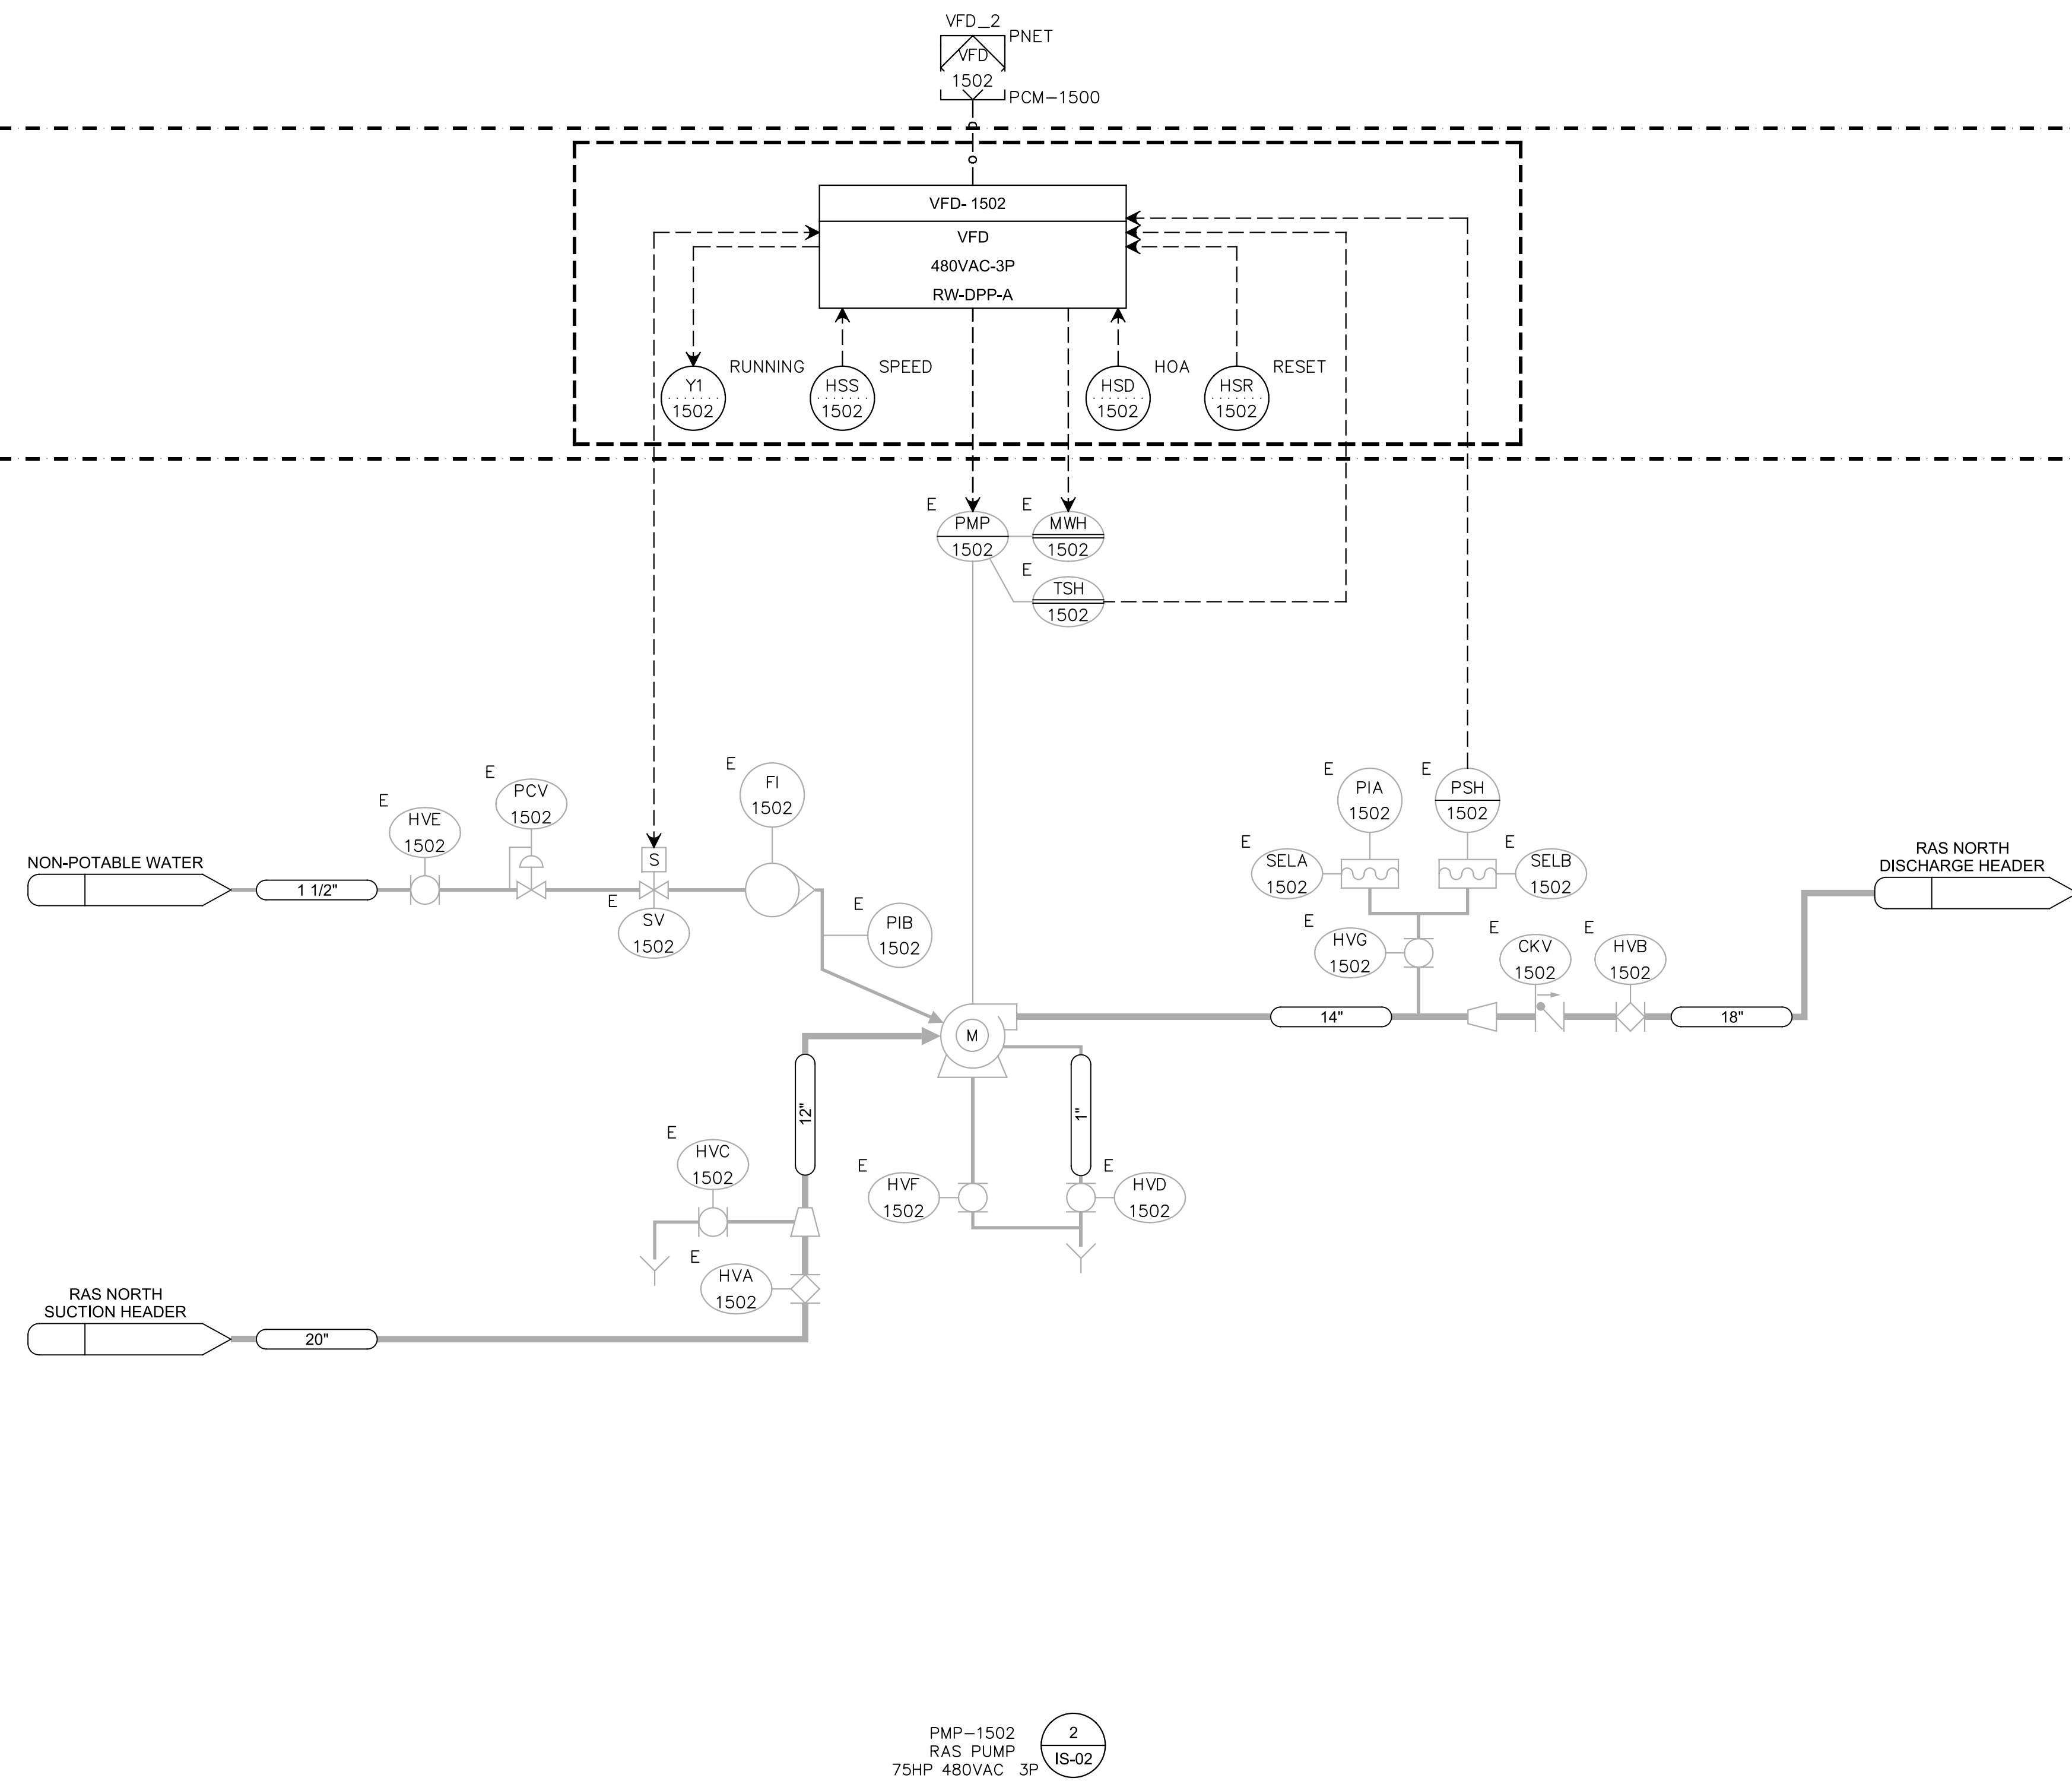 VFD_2
PNET
VFD
1502
PCM-1500
VFD- 1502
VFD
480VAC-3P
RW-DPP-A
RUNNING
SPEED
HOA
RESET
Y1
1502
HSS
1502
HSD
1502
HSR
1502
E
PMP
1502
E
MWH
1502
E
TSH
1502
E
HVE
1502
E
PCV
1502
S
E
SV
1502
E
FI
1502
E
PIB
1502
E
PIA
1502
E
PSH
1502
E
SELA
1502
E
SELB
1502
E
HVG
1502
E
CKV
1502
E
HVB
1502
NON-POTABLE WATER
1 1/2"
RAS NORTH
DISCHARGE HEADER
14"
18"
M
12"
1"
E
HVC
1502
E
HVF
1502
E
HVD
1502
E
HVA
1502
RAS NORTH
SUCTION HEADER
20"
PMP-1502
RAS PUMP
75HP 480VAC 3P
2
IS-02